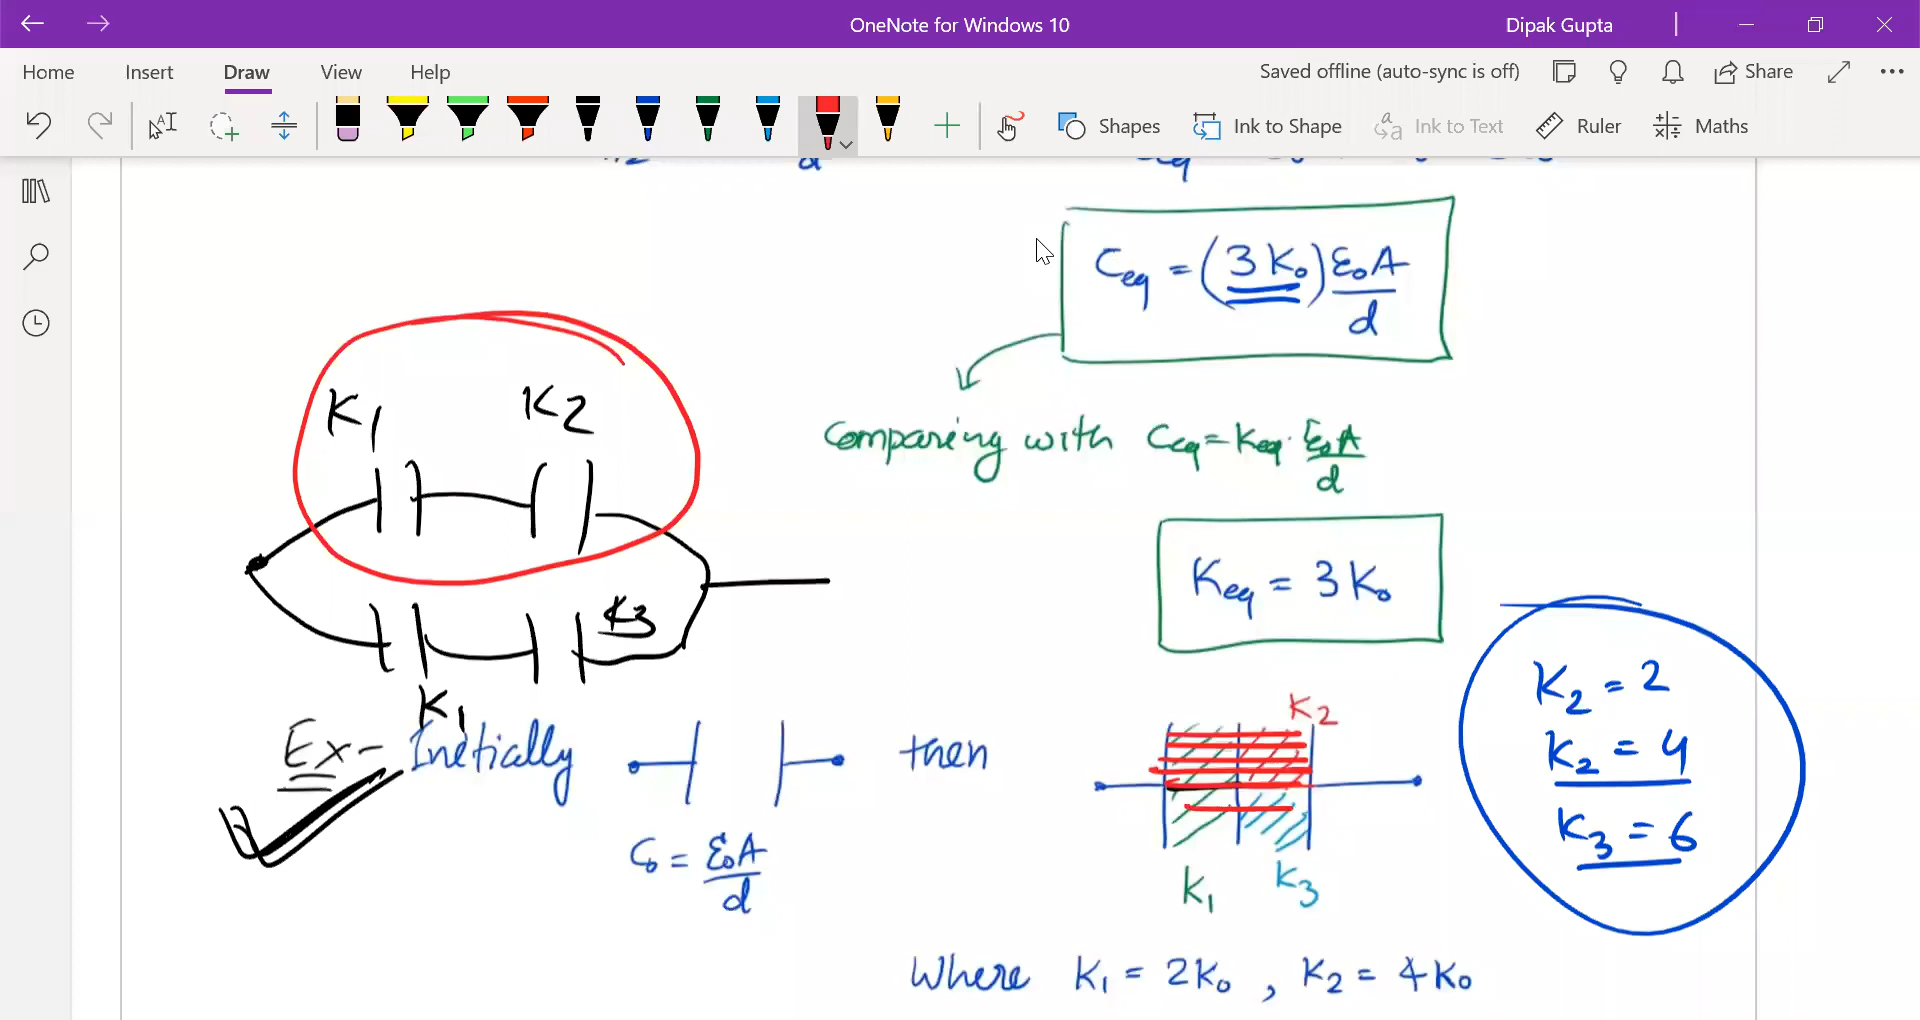 OneNote for Windows 10
Dipak Gupta
Home Insert Draw View Help
Saved offline (auto-sync is off) Share
Shapes Ink to Shape Ink to Text Ruler Maths
Ceq = (3 K₀) ε₀A/d
Comparing with Ceq = Keq · ε₀A/d
Keq = 3 K₀
K₁ K₂
K₃
K₁
Ex- Inetially then
C₀ = ε₀A/d
K₂
K₁ K₃
K₂ = 2
K₂ = 4
K₃ = 6
Where K₁ = 2K₀ , K₂ = 4K₀